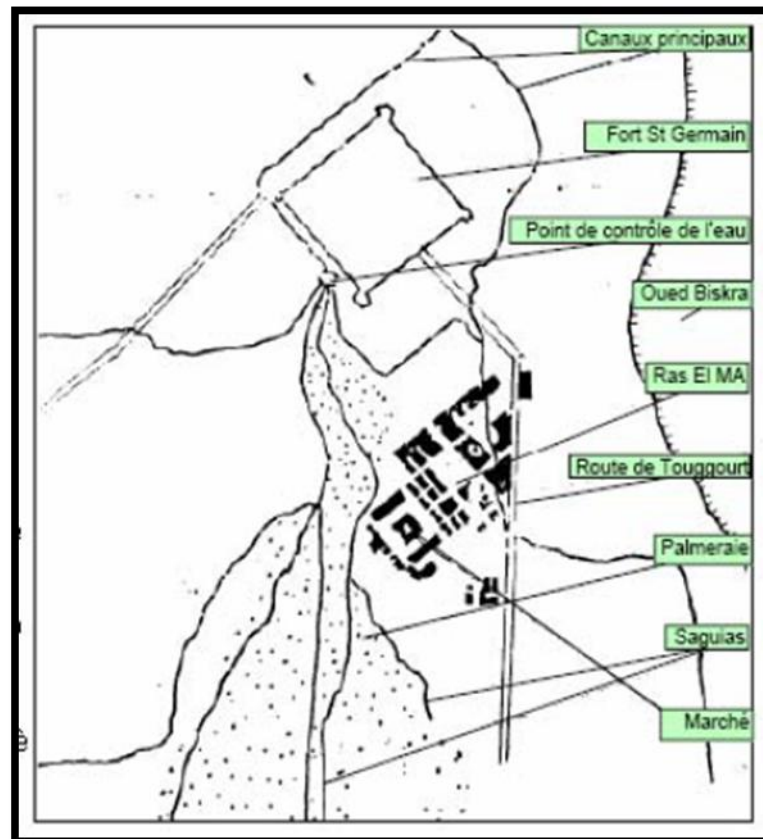 Canaux principaux
Fort St Germain
Point de contrôle de l'eau
Oued Biskra
Ras El MA
Route de Touggourt
Palmeraie
Saguias
Marché